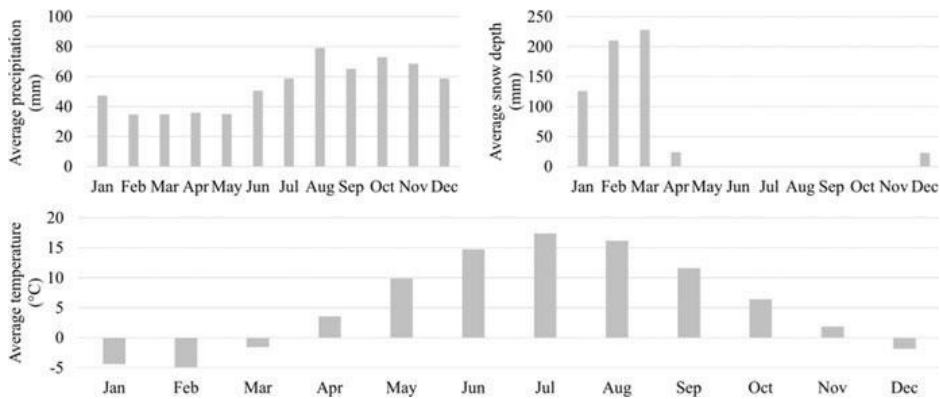 Average precipitation
(mm)
100
80
60
40
20
0
Jan Feb Mar Apr May Jun Jul Aug Sep Oct Nov Dec
Average snow depth
(mm)
250
200
150
100
50
0
Jan Feb Mar Apr May Jun Jul Aug Sep Oct Nov Dec
Average temperature
(°C)
20
15
10
5
0
-5
Jan Feb Mar Apr May Jun Jul Aug Sep Oct Nov Dec